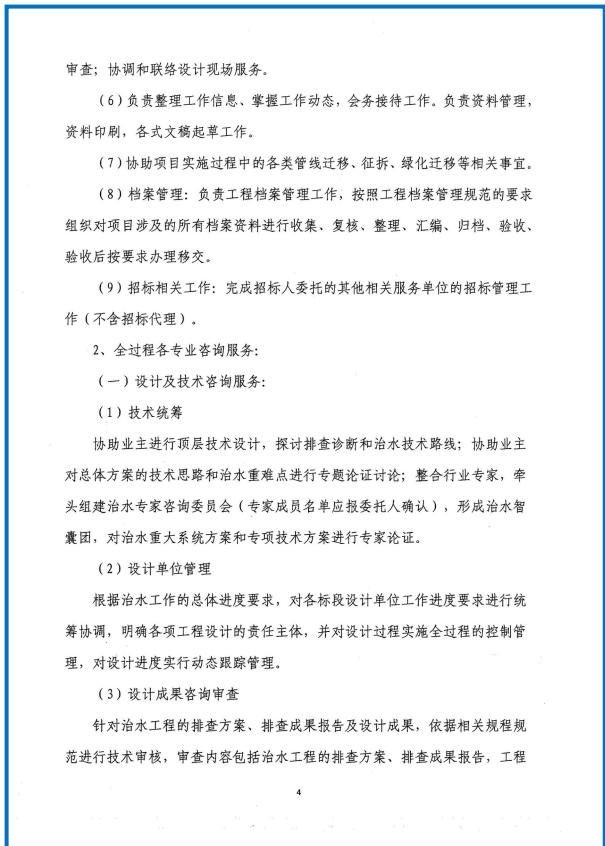 审查；协调和联络设计现场服务。
（6）负责整理工作信息、掌握工作动态，会务接待工作。负责资料管理，
资料印刷，各式文稿起草工作。
（7）协助项目实施过程中的各类管线迁移、征拆、绿化迁移等相关事宜。
（8）档案管理：负责工程档案管理工作，按照工程档案管理规范的要求
组织对项目涉及的所有档案资料进行收集、复核、整理、汇编、归档、验收、
验收后按要求办理移交。
（9）招标相关工作：完成招标人委托的其他相关服务单位的招标管理工
作（不含招标代理）。
2、全过程各专业咨询服务：
（一）设计及技术咨询服务：
（1）技术统筹
协助业主进行顶层技术设计，探讨排查诊断和治水技术路线；协助业主
对总体方案的技术思路和治水重难点进行专题论证讨论；整合行业专家，牵
头组建治水专家咨询委员会（专家成员名单应报委托人确认），形成治水智
囊团，对治水重大系统方案和专项技术方案进行专家论证。
（2）设计单位管理
根据治水工作的总体进度要求，对各标段设计单位工作进度要求进行统
筹协调，明确各项工程设计的责任主体，并对设计过程实施全过程的控制管
理，对设计进度实行动态跟踪管理。
（3）设计成果咨询审查
针对治水工程的排查方案、排查成果报告及设计成果，依据相关规程规
范进行技术审核，审查内容包括治水工程的排查方案、排查成果报告，工程
4